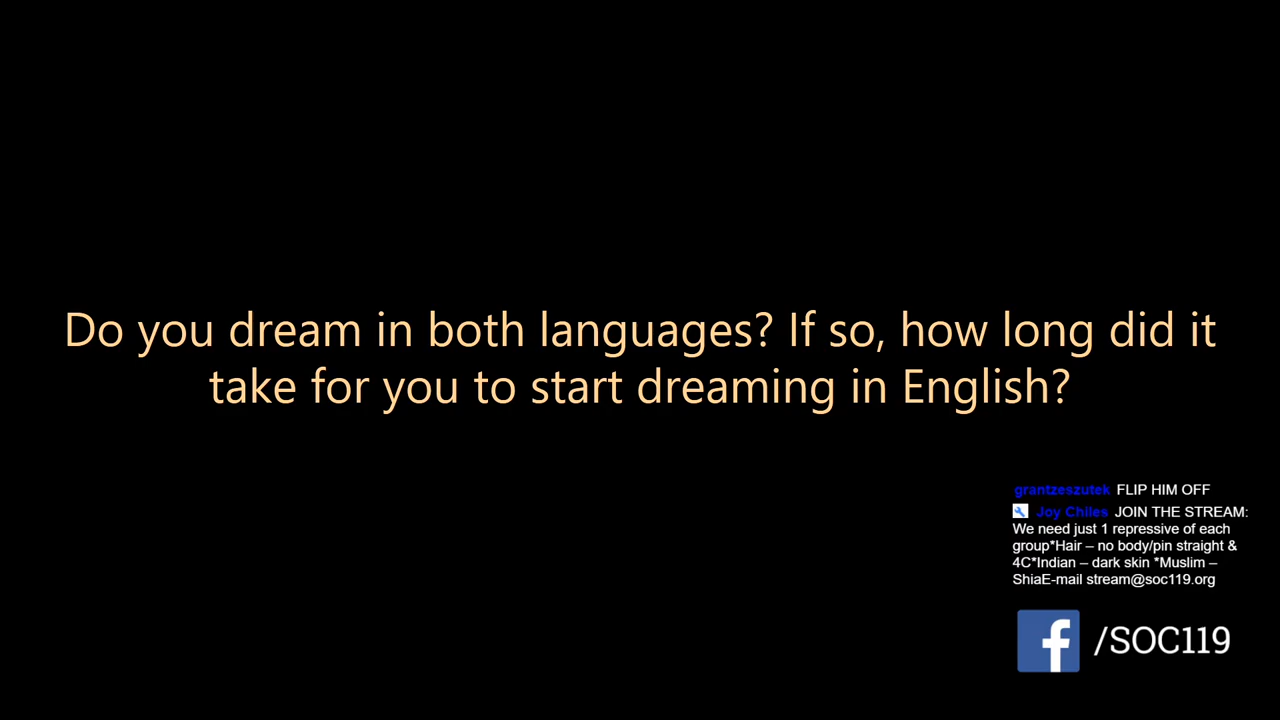 Do you dream in both languages? If so, how long did it
take for you to start dreaming in English?
grantzeszutek FLIP HIM OFF
Joy Chiles JOIN THE STREAM:
We need just 1 repressive of each
group*Hair – no body/pin straight &
4C*Indian – dark skin *Muslim –
ShiaE-mail stream@soc119.org
f /SOC119